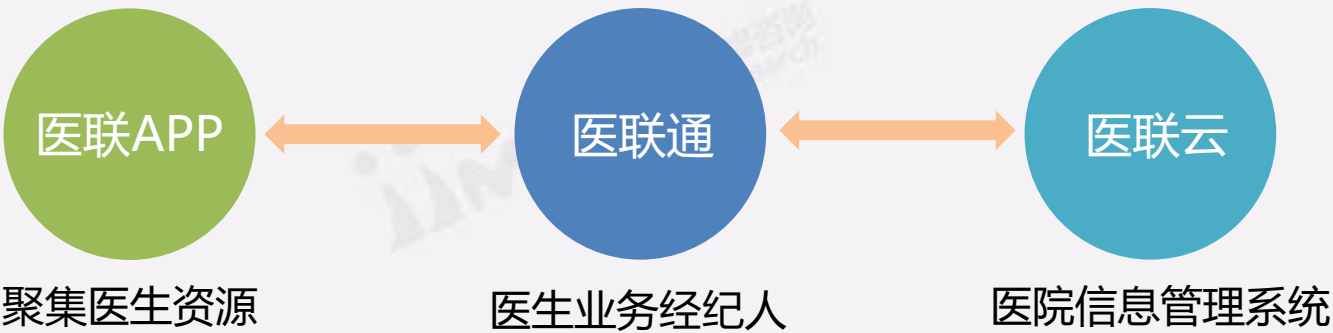 医联APP
医联通
医联云
聚集医生资源
医生业务经纪人
医院信息管理系统